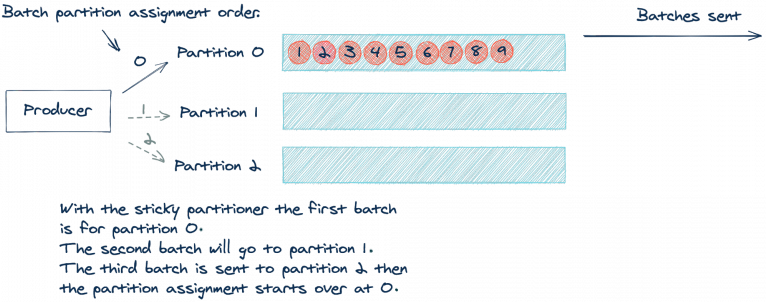 Batch partition assignment order.
Batches sent
0
Partition 0
1 2 3 4 5 6 7 8 9
Producer
1
Partition 1
2
Partition 2
With the sticky partitioner the first batch
is for partition 0.
The second batch will go to partition 1.
The third batch is sent to partition 2 then
the partition assignment starts over at 0.